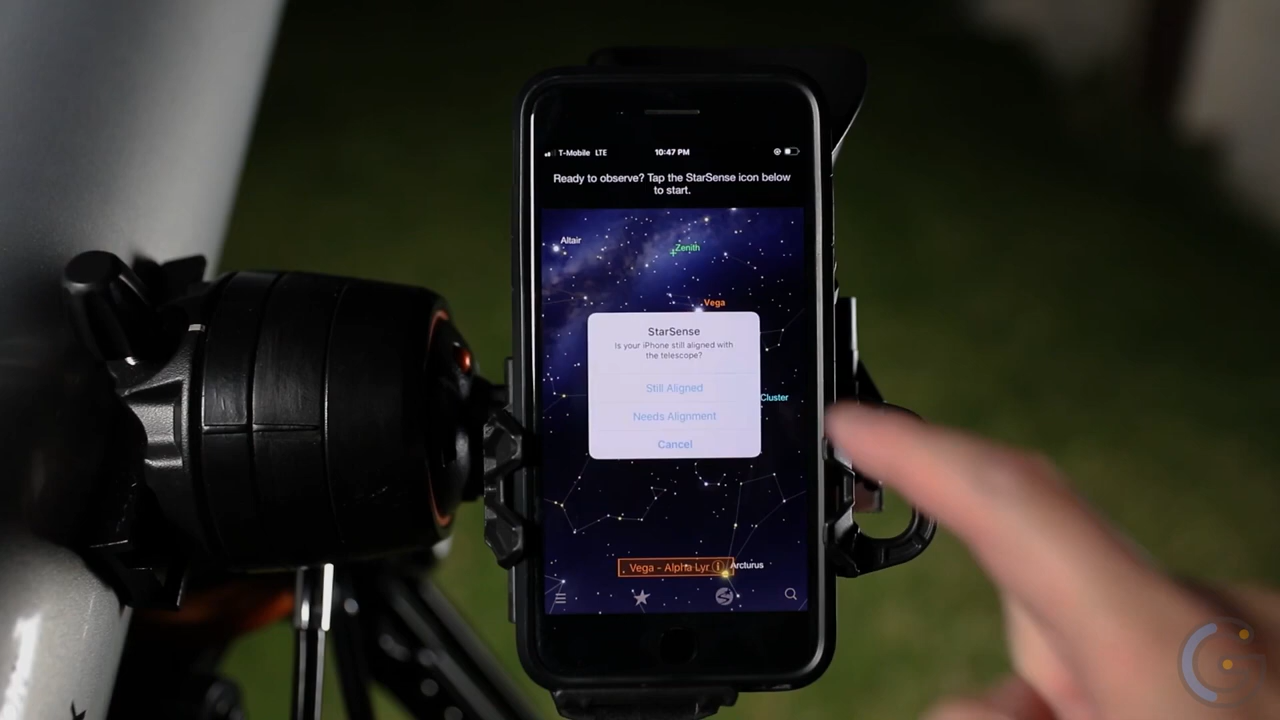 T-Mobile LTE 10:47 PM
Ready to observe? Tap the StarSense icon below
to start.
Altair
Zenith
Vega
StarSense
Is your iPhone still aligned with
the telescope?
Still Aligned
Cluster
Needs Alignment
Cancel
Vega - Alpha Lyr
Arcturus